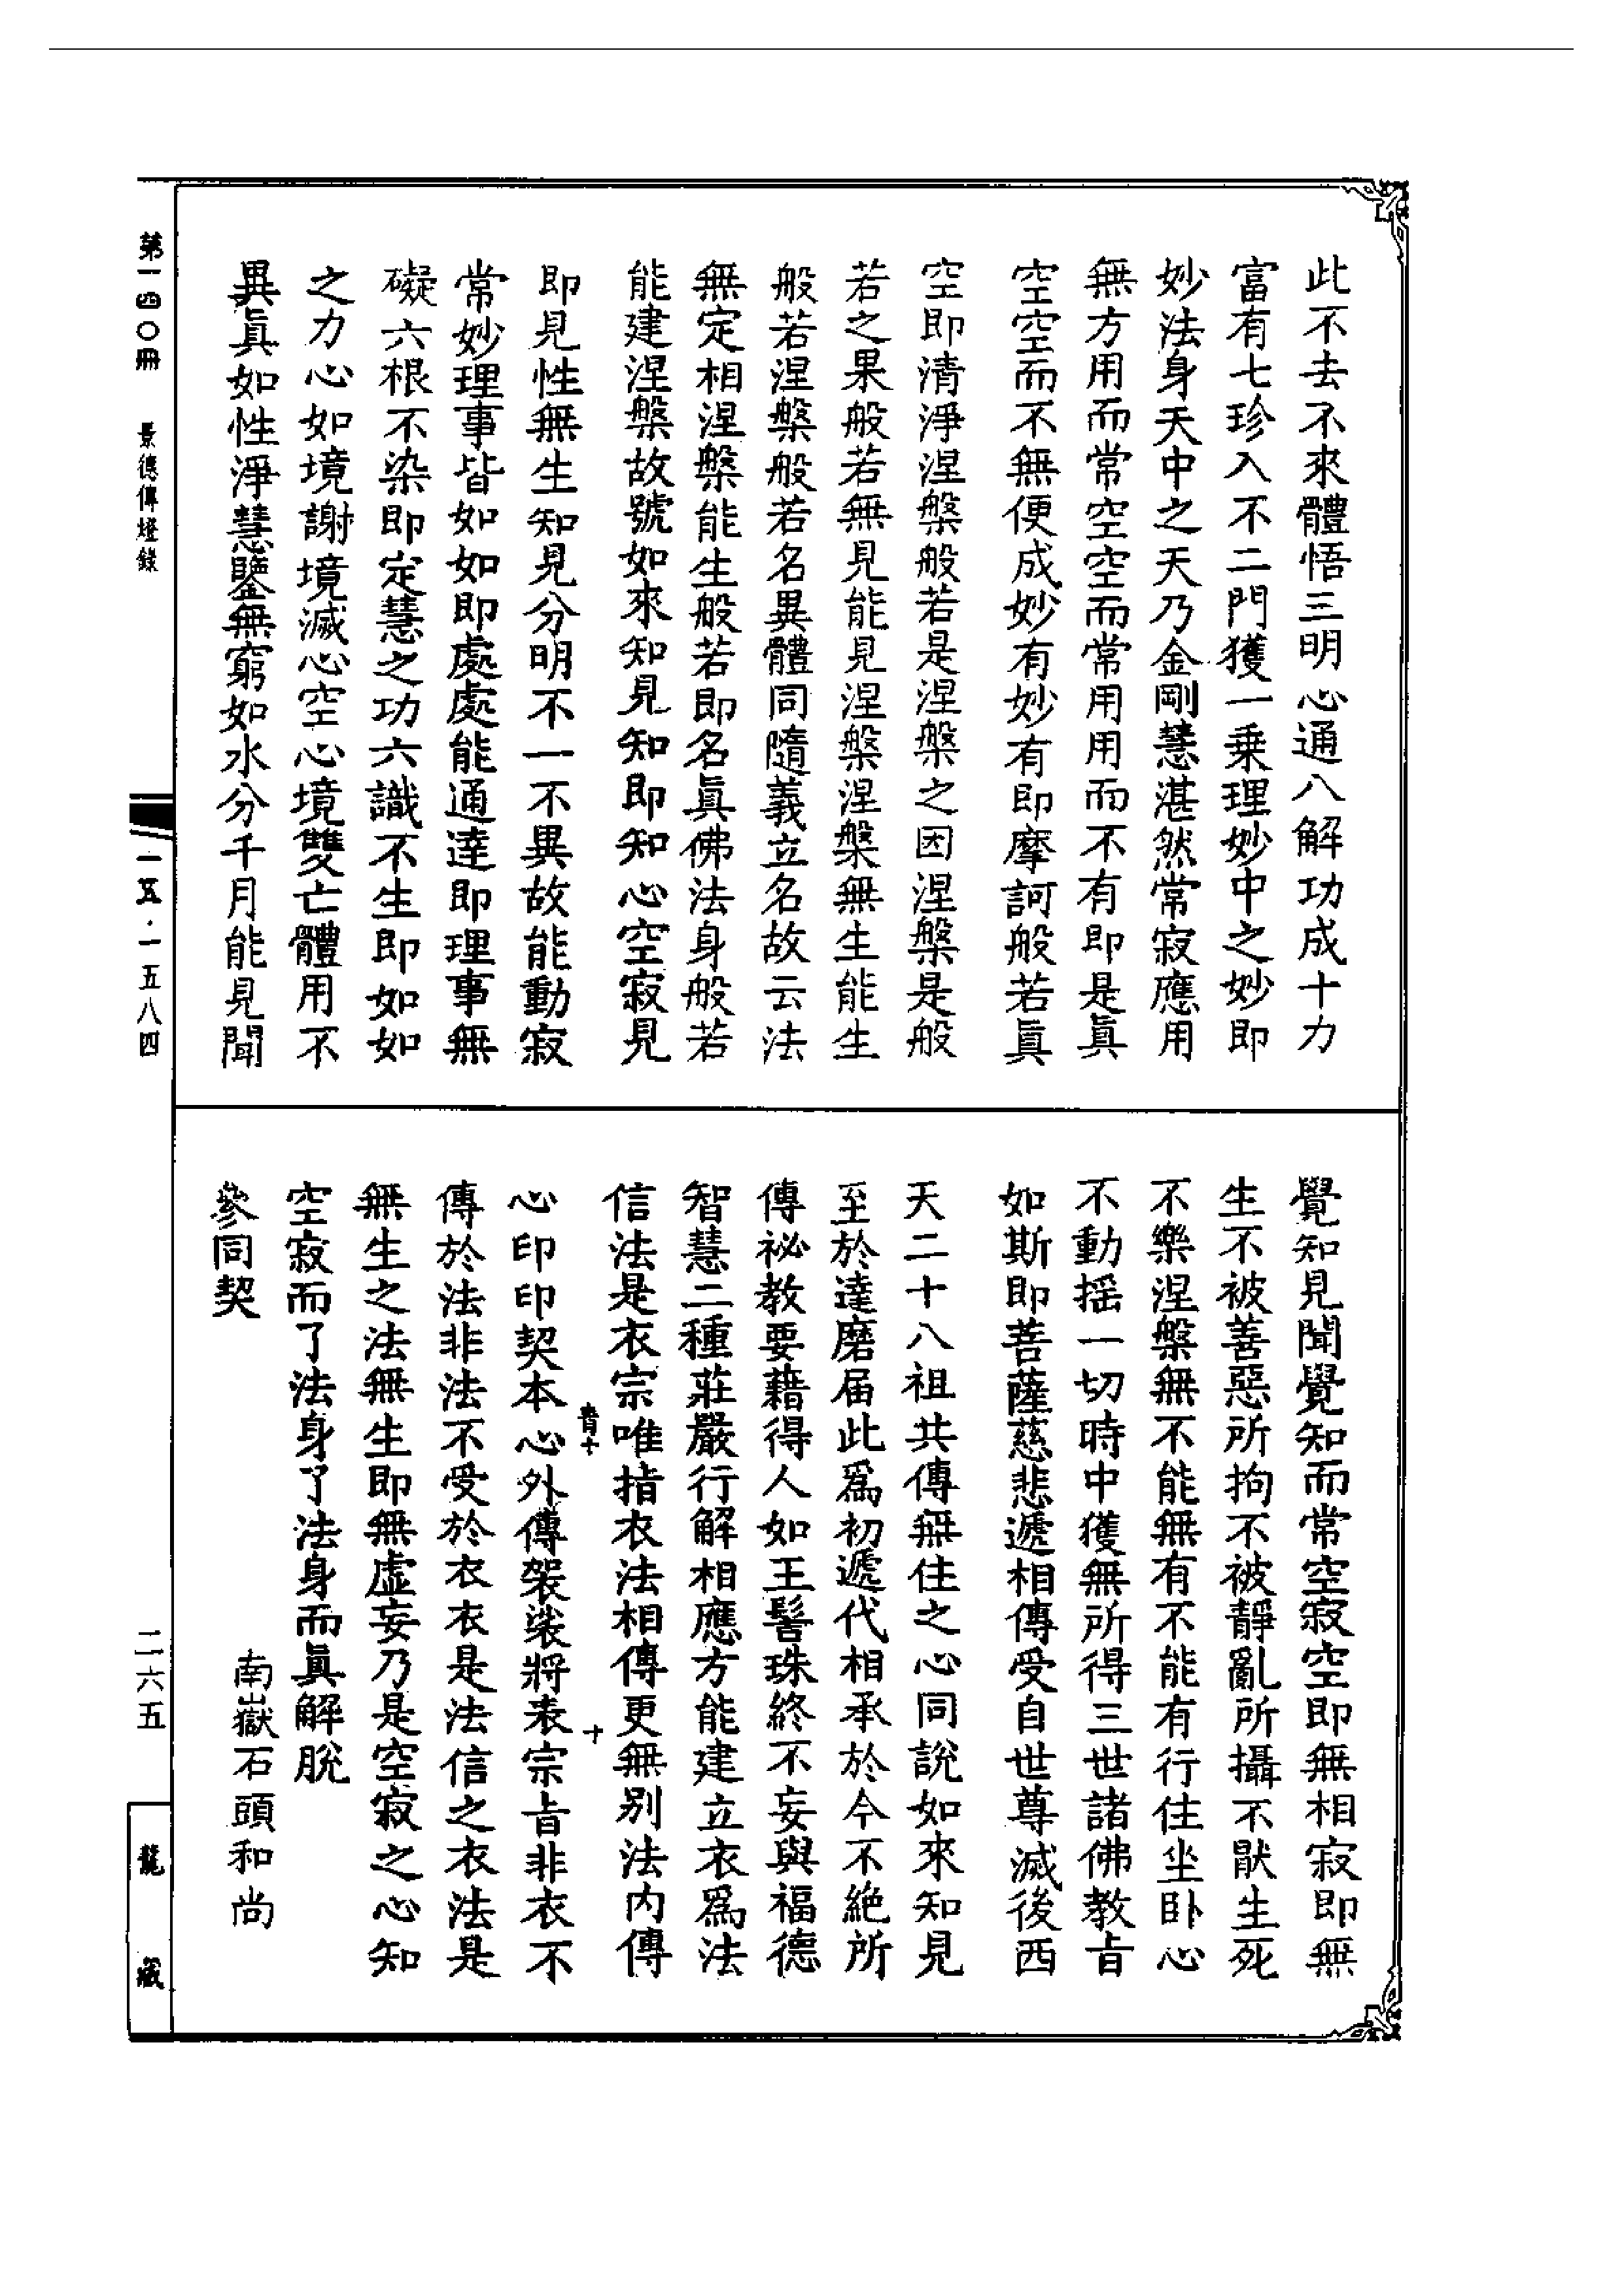 此不去不來體悟三明心通八解功成十力
富有七珍入不二門獲一乗理妙中之妙即
妙法身天中之天乃金剛慧湛然常寂應用
無方用而常空空而常用用而不有即是眞
空空而不無便成妙有妙有即摩訶般若眞
空即清淨涅槃般若是涅槃之因涅槃是般
若之果般若無見能見涅槃涅槃無生能生
般若涅槃般若名異體同隨義立名故云法
無定相涅槃能生般若即名眞佛法身般若
能建涅槃故號如來知見知即知心空寂見
即見性無生知見分明不一不異故能動寂
常妙理事皆如如即處處能通達即理事無
礙六根不染即定慧之功六識不生即如如
之力心如境謝境滅心空心境雙亡體用不
異眞如性淨慧鑒無窮如水分千月能見聞
覺知見聞覺知而常空寂空即無相寂即無
生不被善惡所拘不被靜亂所攝不猒生死
不樂涅槃無不能無有不能有行住坐卧心
不動揺一切時中獲無所得三世諸佛教㫖
如斯即菩薩慈悲遞相傳受自世尊滅後西
天二十八祖共傳無住之心同說如來知見
至於達磨届此爲初遞代相承於今不絶所
傳祕教要藉得人如王髻珠終不妄與福德
智慧二種莊嚴行解相應方能建立衣爲法
信法是衣宗唯指衣法相傳更無別法内傳
青十
十
心印印契本心外傳袈裟將表宗㫖非衣不
傳於法非法不受於衣衣是法信之衣法是
無生之法無生即無虚妄乃是空寂之心知
空寂而了法身了法身而眞解脫
參同契
南嶽石頭和尚
第一四〇冊
景德傳燈錄
一五五·一五八四
二六五
龍藏